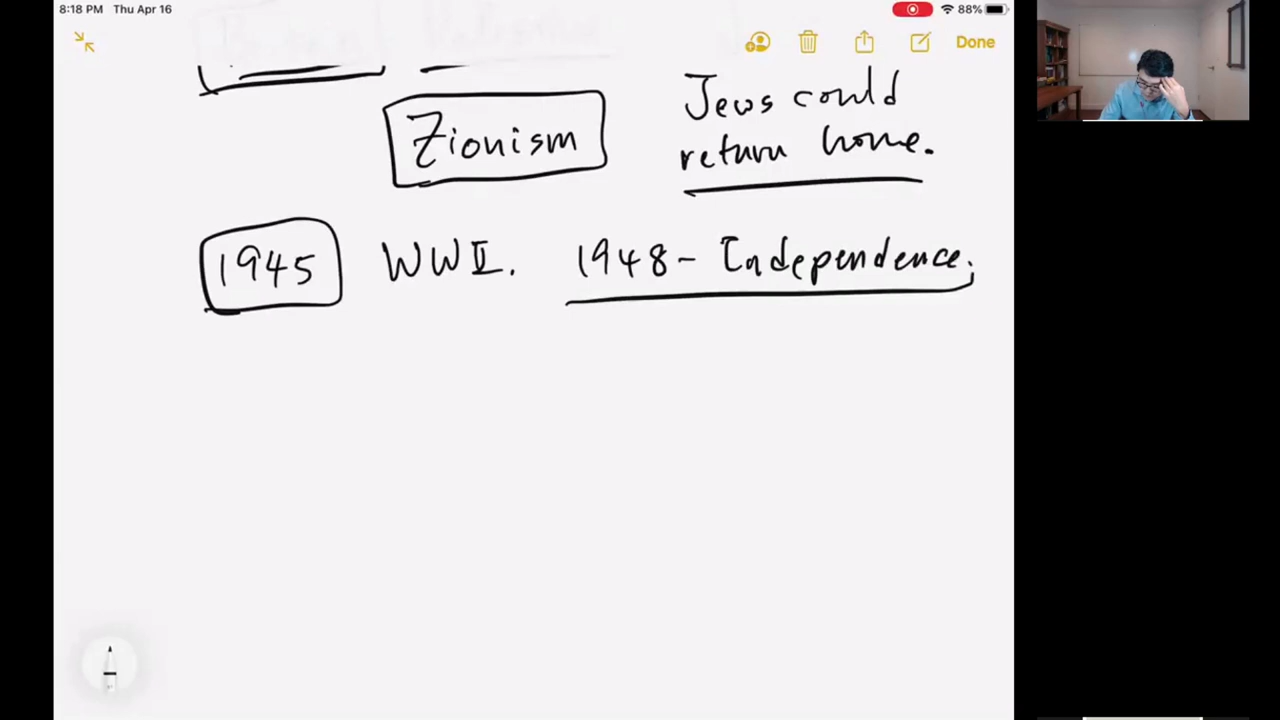 8:18 PM Thu Apr 16 88%
Done
Zionism
Jews could
return home.
1945 WWII. 1948 - Independence.